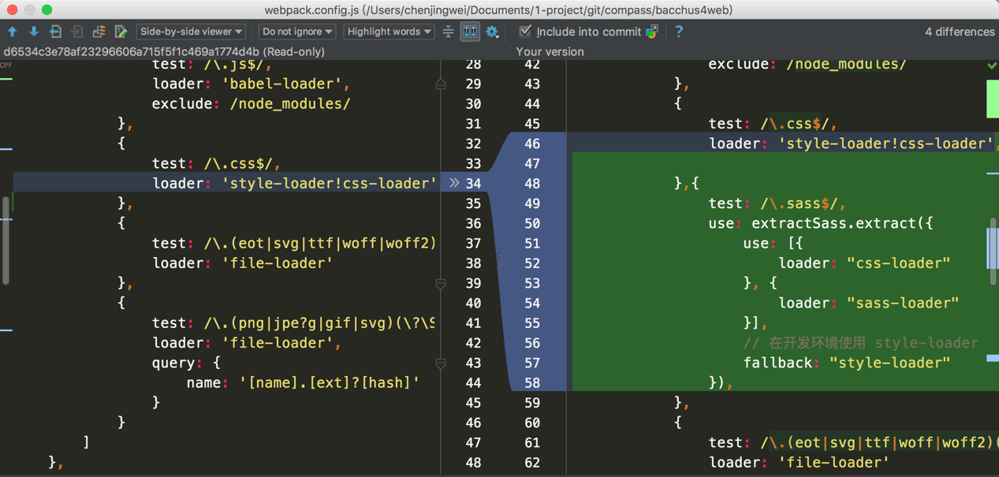 webpack.config.js (/Users/chenjingwei/Documents/1-project/git/compass/bacchus4web)
Side-by-side viewer
Do not ignore
Highlight words
Include into commit
?
4 differences
d6534c3e78af23296606a715f5f1c469a1774d4b (Read-only)
Your version
OFF
test: /\.js$/,
loader: 'babel-loader',
exclude: /node_modules/
},
{
test: /\.css$/,
loader: 'style-loader!css-loader'
},
{
test: /\.(eot|svg|ttf|woff|woff2)
loader: 'file-loader'
},
{
test: /\.(png|jpe?g|gif|svg)(\?\S
loader: 'file-loader',
query: {
name: '[name].[ext]?[hash]'
}
}
]
},
28 42
29 43
30 44
31 45
32 46
33 47
34 48
35 49
36 50
37 51
38 52
39 53
40 54
41 55
42 56
43 57
44 58
45 59
46 60
47 61
48 62
exclude: /node_modules/
},
{
test: /\.css$/,
loader: 'style-loader!css-loader',
},{
test: /\.sass$/,
use: extractSass.extract({
use: [{
loader: "css-loader"
}, {
loader: "sass-loader"
}],
// 在开发环境使用 style-loader
fallback: "style-loader"
}),
},
{
test: /\.(eot|svg|ttf|woff|woff2)(
loader: 'file-loader'